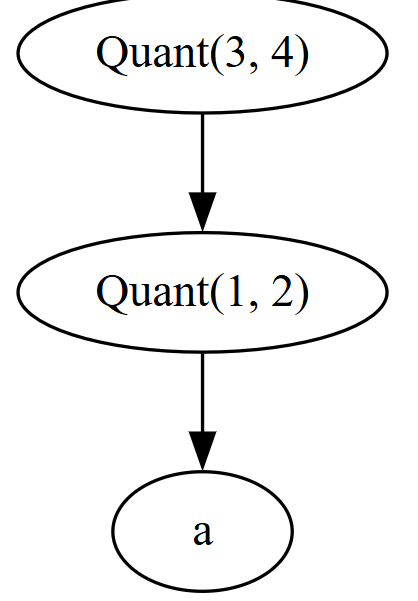 Quant(3, 4)
Quant(1, 2)
a